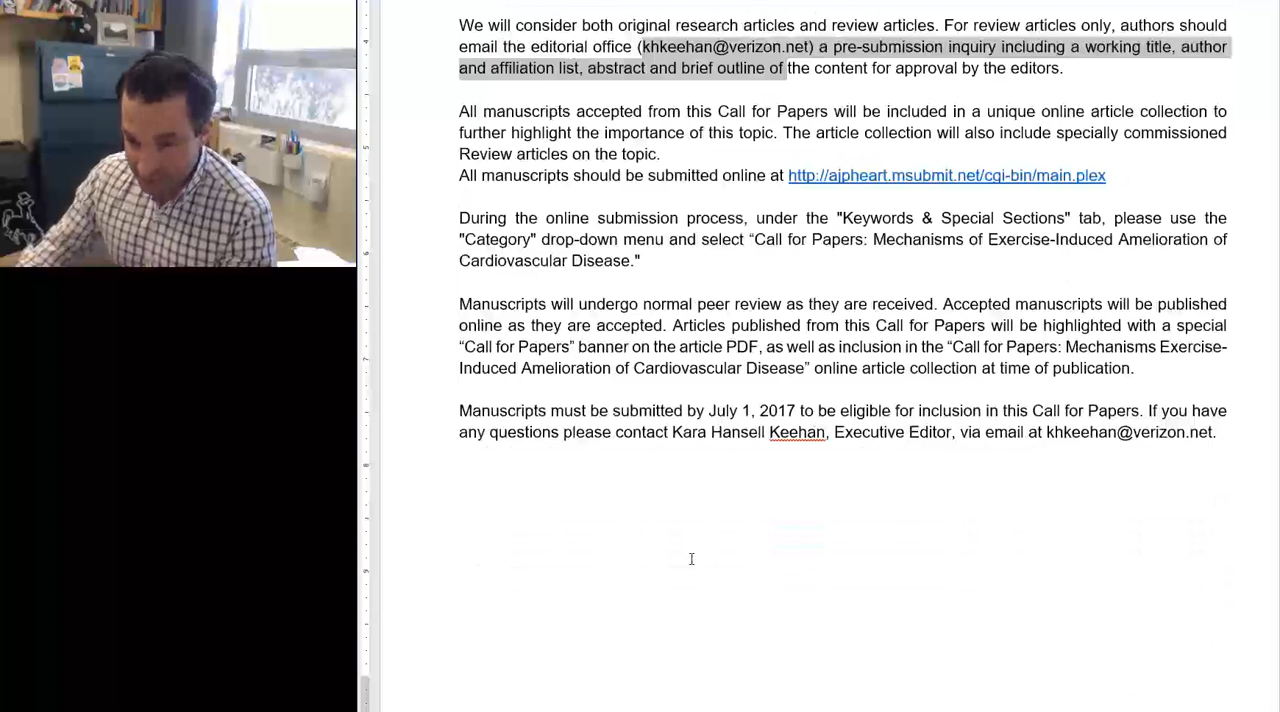 We will consider both original research articles and review articles. For review articles only, authors should
email the editorial office (khkeehan@verizon.net) a pre-submission inquiry including a working title, author
and affiliation list, abstract and brief outline of the content for approval by the editors.
All manuscripts accepted from this Call for Papers will be included in a unique online article collection to
further highlight the importance of this topic. The article collection will also include specially commissioned
Review articles on the topic.
All manuscripts should be submitted online at http://ajpheart.msubmit.net/cgi-bin/main.plex
During the online submission process, under the "Keywords & Special Sections" tab, please use the
"Category" drop-down menu and select “Call for Papers: Mechanisms of Exercise-Induced Amelioration of
Cardiovascular Disease."
Manuscripts will undergo normal peer review as they are received. Accepted manuscripts will be published
online as they are accepted. Articles published from this Call for Papers will be highlighted with a special
“Call for Papers” banner on the article PDF, as well as inclusion in the “Call for Papers: Mechanisms Exercise-
Induced Amelioration of Cardiovascular Disease” online article collection at time of publication.
Manuscripts must be submitted by July 1, 2017 to be eligible for inclusion in this Call for Papers. If you have
any questions please contact Kara Hansell Keehan, Executive Editor, via email at khkeehan@verizon.net.